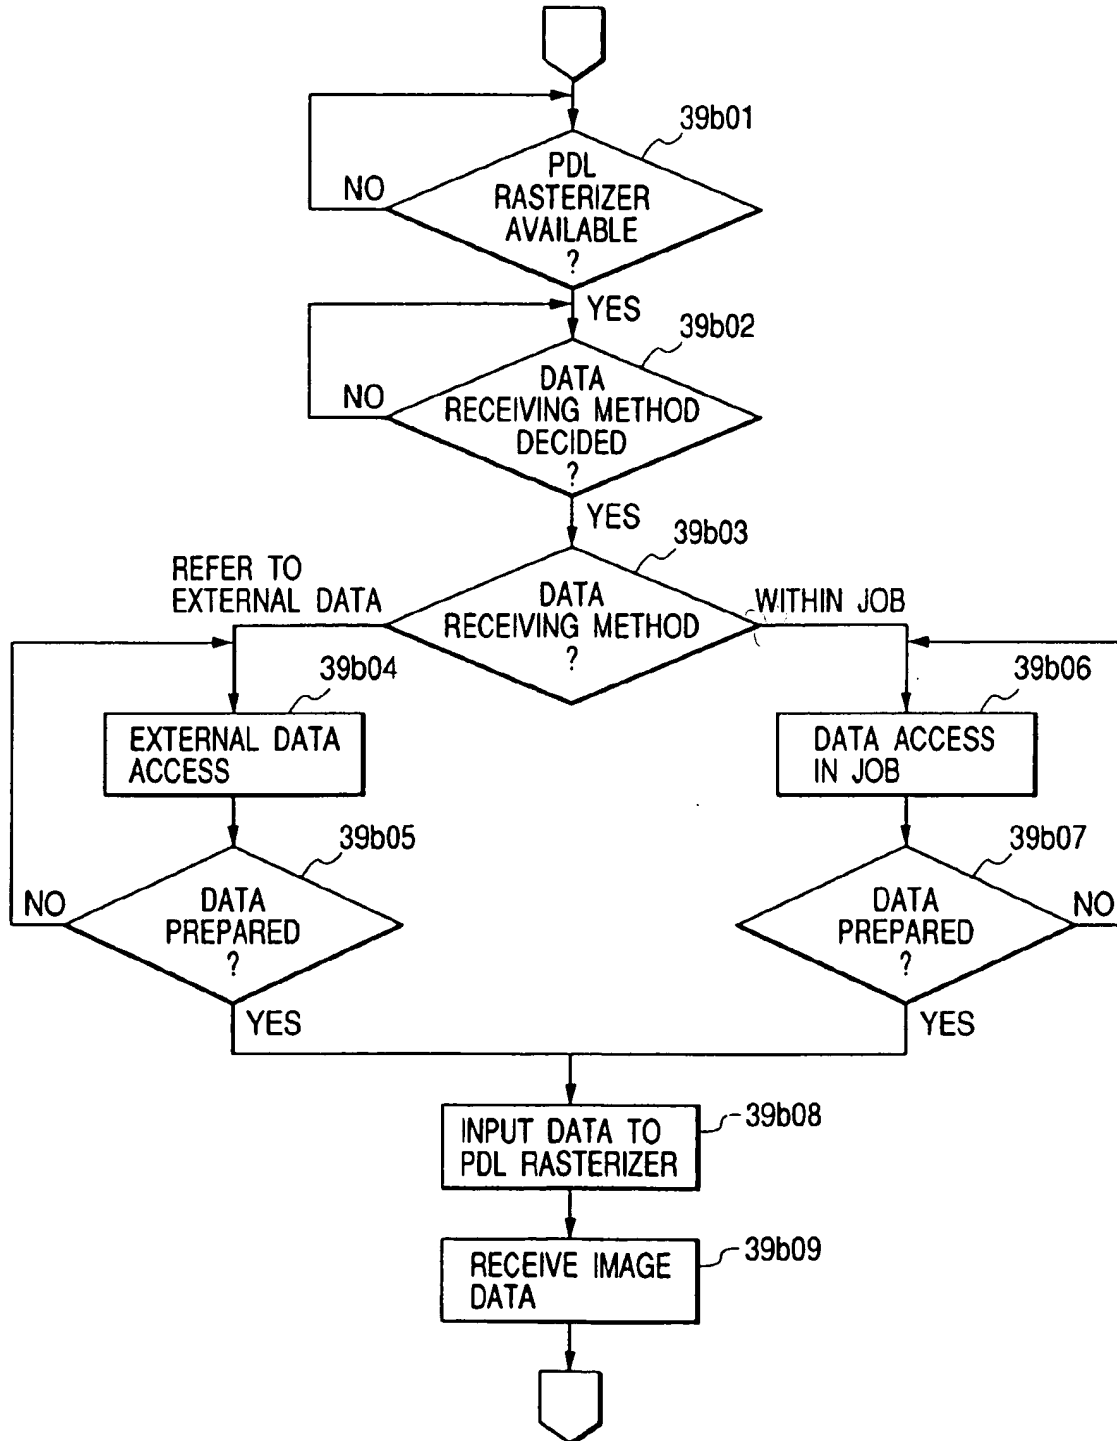 39b01
PDL
RASTERIZER
AVAILABLE
?
NO
YES
39b02
DATA
RECEIVING METHOD
DECIDED
?
NO
YES
39b03
REFER TO
EXTERNAL DATA
DATA
RECEIVING METHOD
?
WITHIN JOB
39b04
EXTERNAL DATA
ACCESS
39b06
DATA ACCESS
IN JOB
39b05
DATA
PREPARED
?
NO
YES
39b07
DATA
PREPARED
?
NO
YES
39b08
INPUT DATA TO
PDL RASTERIZER
39b09
RECEIVE IMAGE
DATA